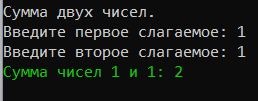 Сумма двух чисел.
Введите первое слагаемое: 1
Введите второе слагаемое: 1
Сумма чисел 1 и 1: 2